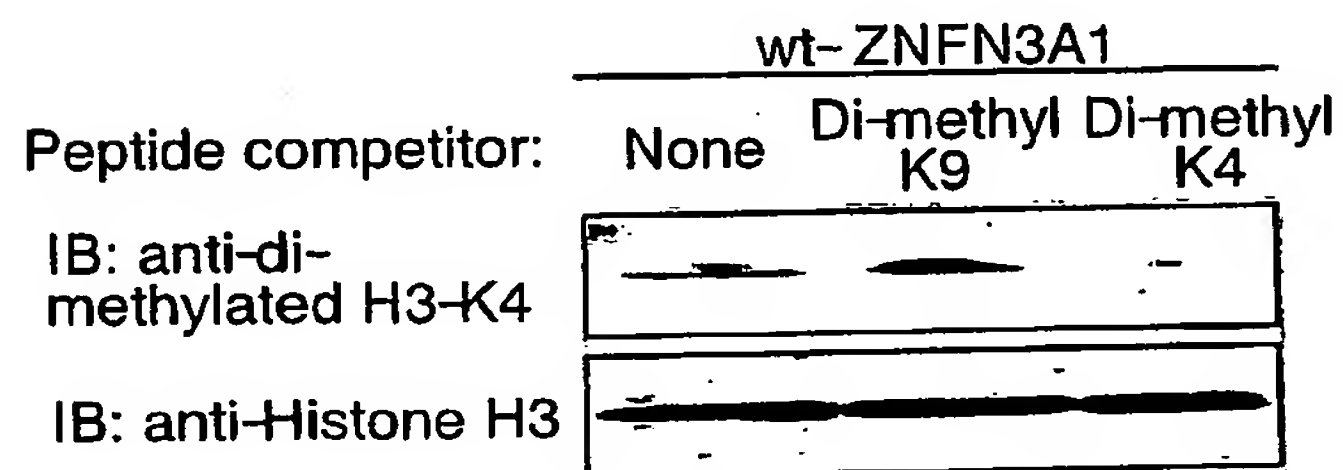 wt-ZNFN3A1
Peptide competitor: None Di-methyl K9 Di-methyl K4
IB: anti-di-
methylated H3-K4
IB: anti-Histone H3